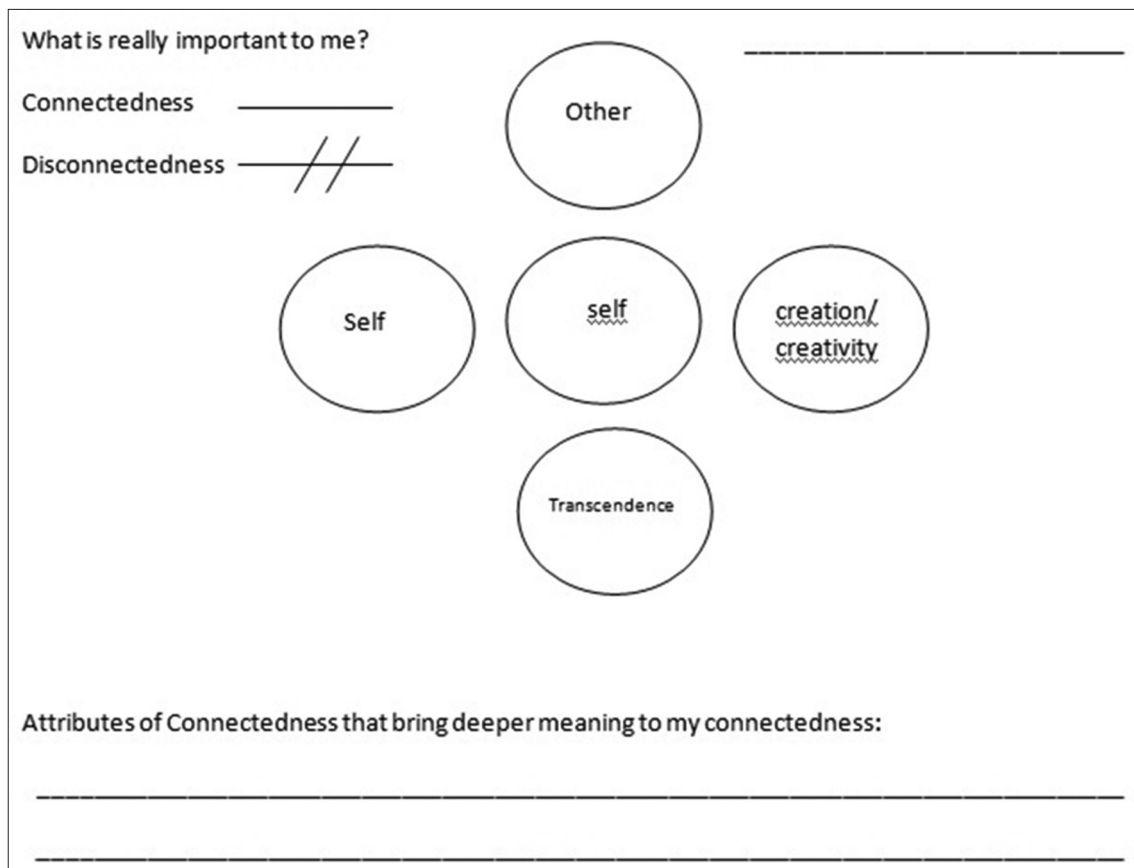 What is really important to me?
Connectedness
Disconnectedness
Other
Self
self
creation/
creativity
Transcendence
Attributes of Connectedness that bring deeper meaning to my connectedness: